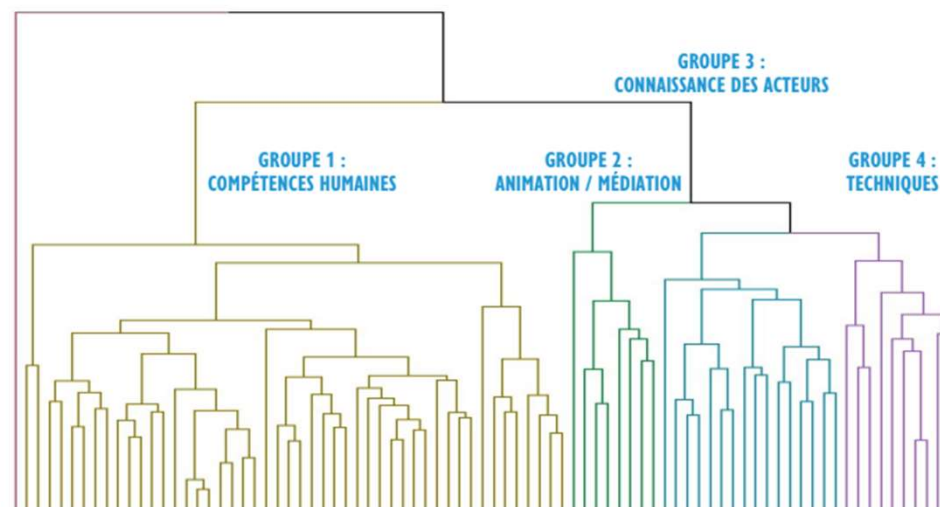 GROUPE 3 :
CONNAISSANCE DES ACTEURS
GROUPE 1 :
COMPÉTENCES HUMAINES
GROUPE 2 :
ANIMATION / MÉDIATION
GROUPE 4 :
TECHNIQUES